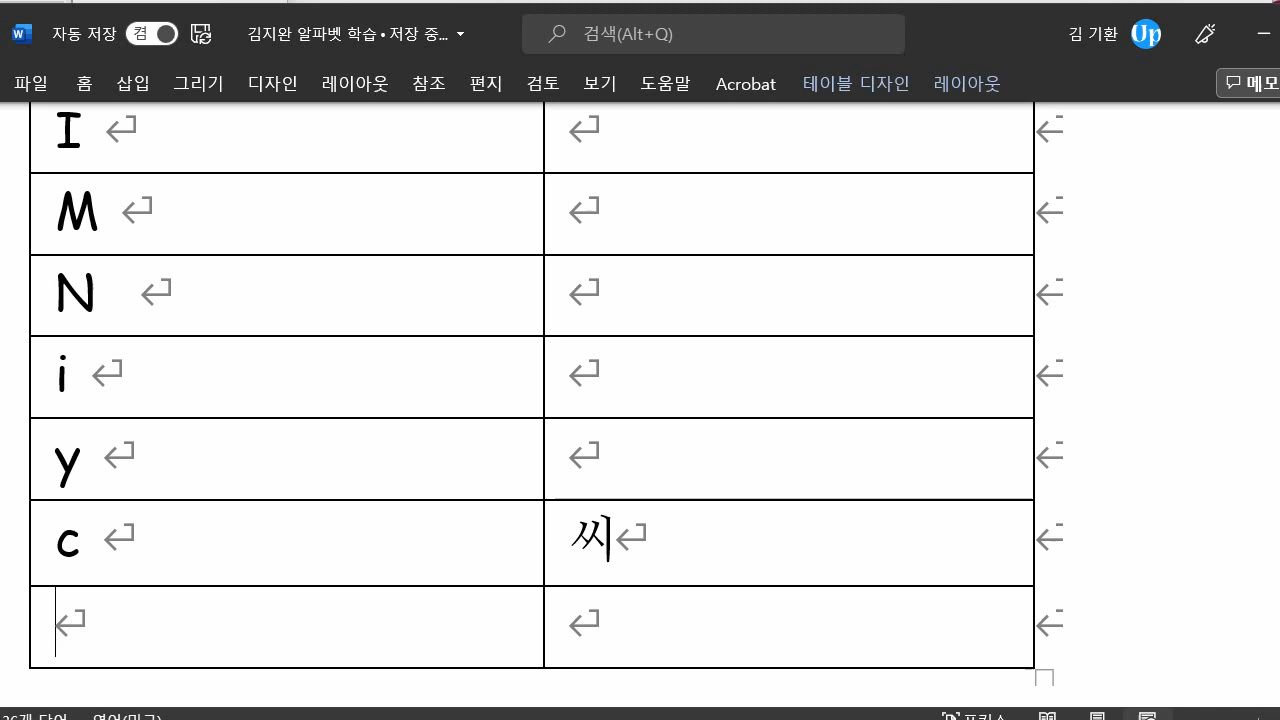 자동 저장 켬 김지완 알파벳 학습 • 저장 중... 검색(Alt+Q) 김 기환 Up
파일 홈 삽입 그리기 디자인 레이아웃 참조 편지 검토 보기 도움말 Acrobat 테이블 디자인 레이아웃 메모
I
M
N
i
y
c 씨